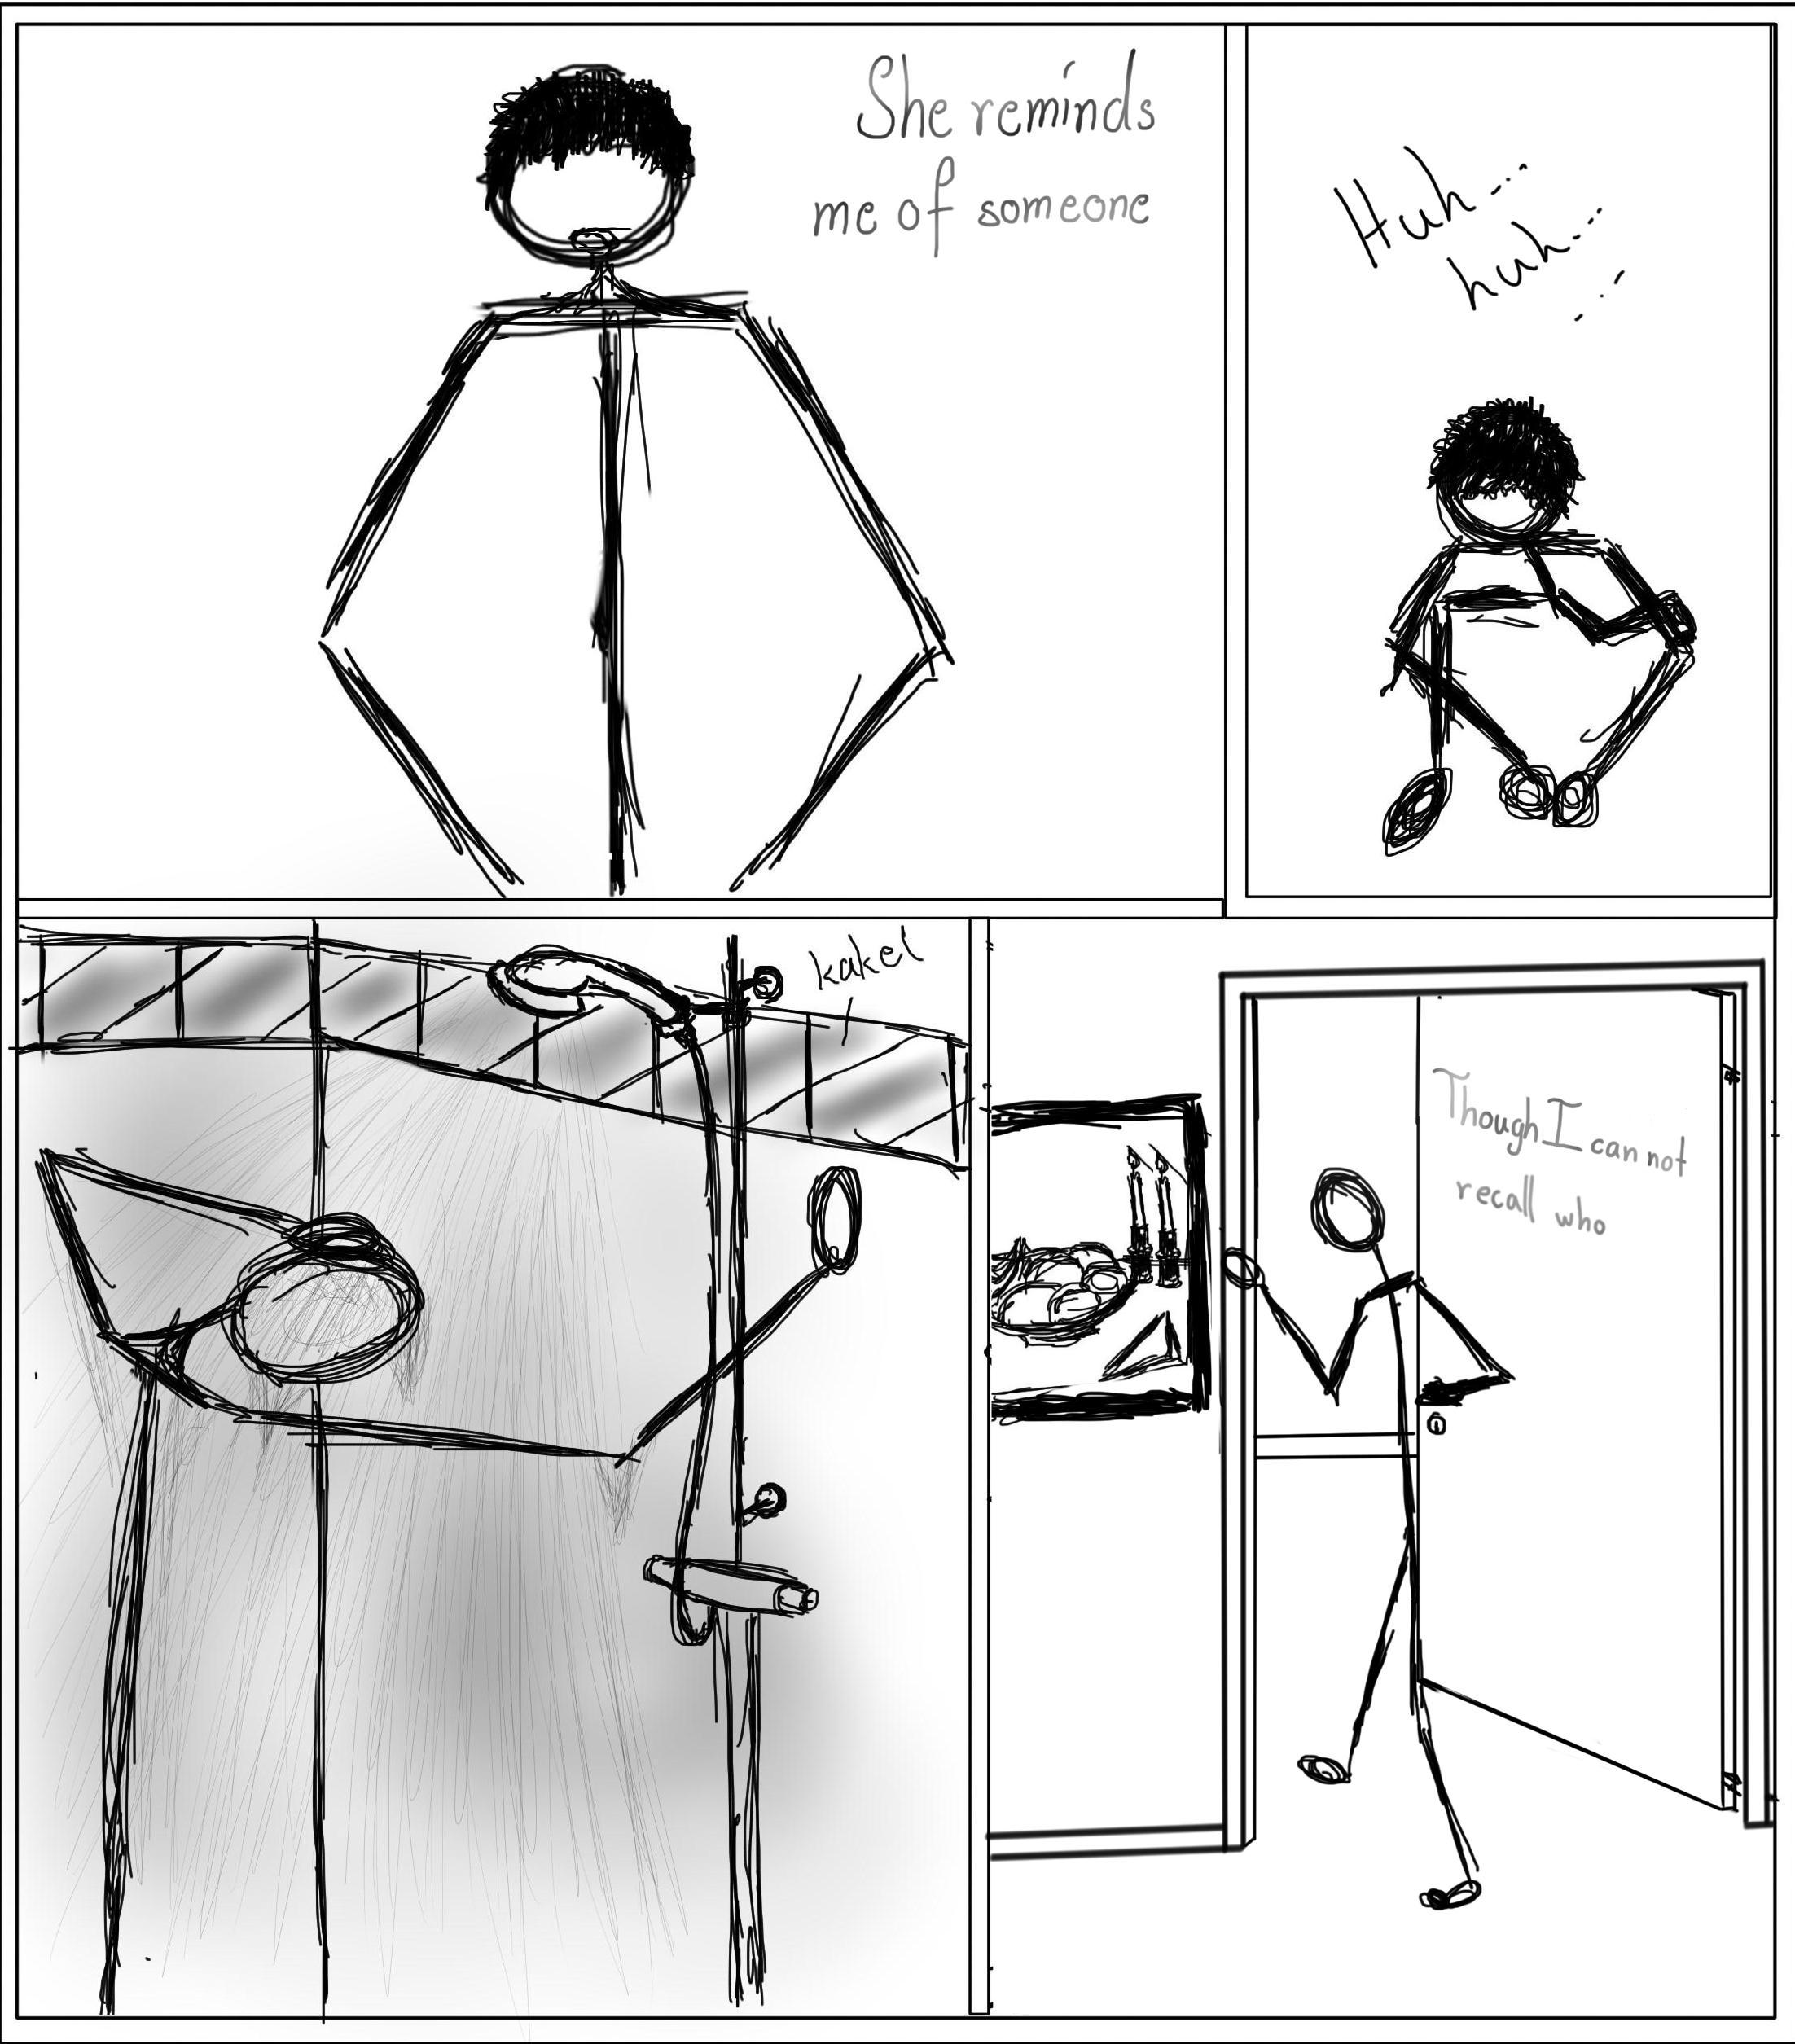 She reminds
me of someone
Huh...
huh...
...
kakel
Though I can not
recall who